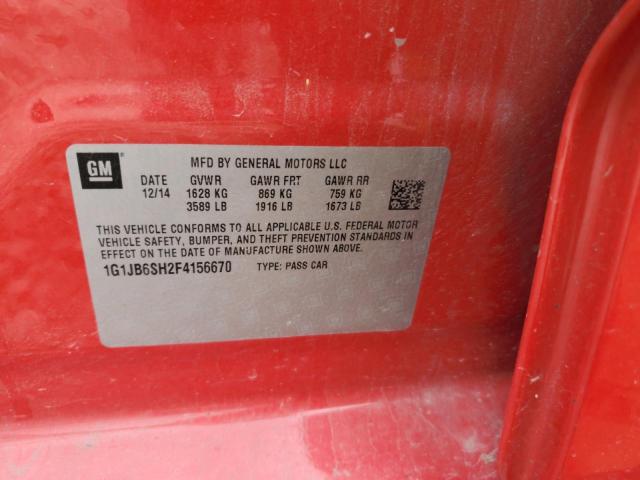 GM
MFD BY GENERAL MOTORS LLC
DATE GVWR GAWR FRT GAWR RR
12/14 1628 KG 869 KG 759 KG
3589 LB 1916 LB 1673 LB
THIS VEHICLE CONFORMS TO ALL APPLICABLE U.S. FEDERAL MOTOR
VEHICLE SAFETY, BUMPER, AND THEFT PREVENTION STANDARDS IN
EFFECT ON THE DATE OF MANUFACTURE SHOWN ABOVE.
1G1JB6SH2F4156670 TYPE: PASS CAR